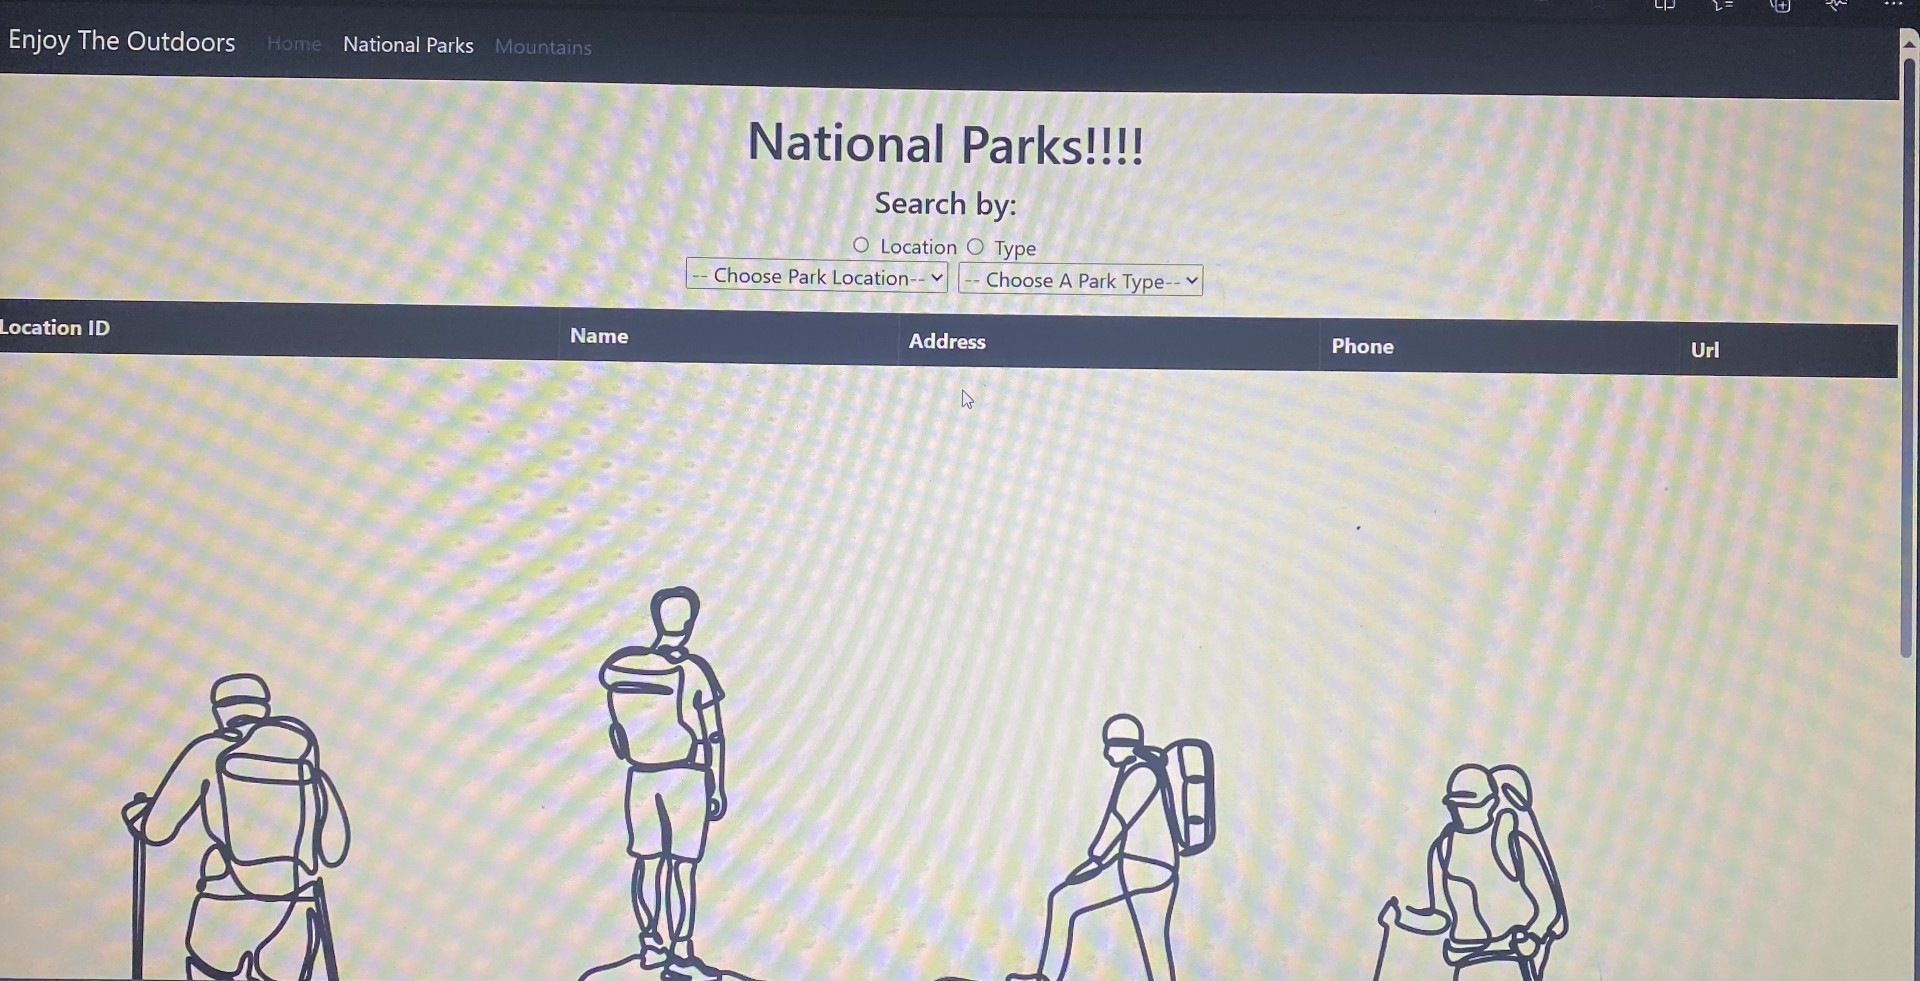 Enjoy The Outdoors Home National Parks Mountains
National Parks!!!!
Search by:
Location Type
-- Choose Park Location-- -- Choose A Park Type--
Location ID Name Address Phone Url